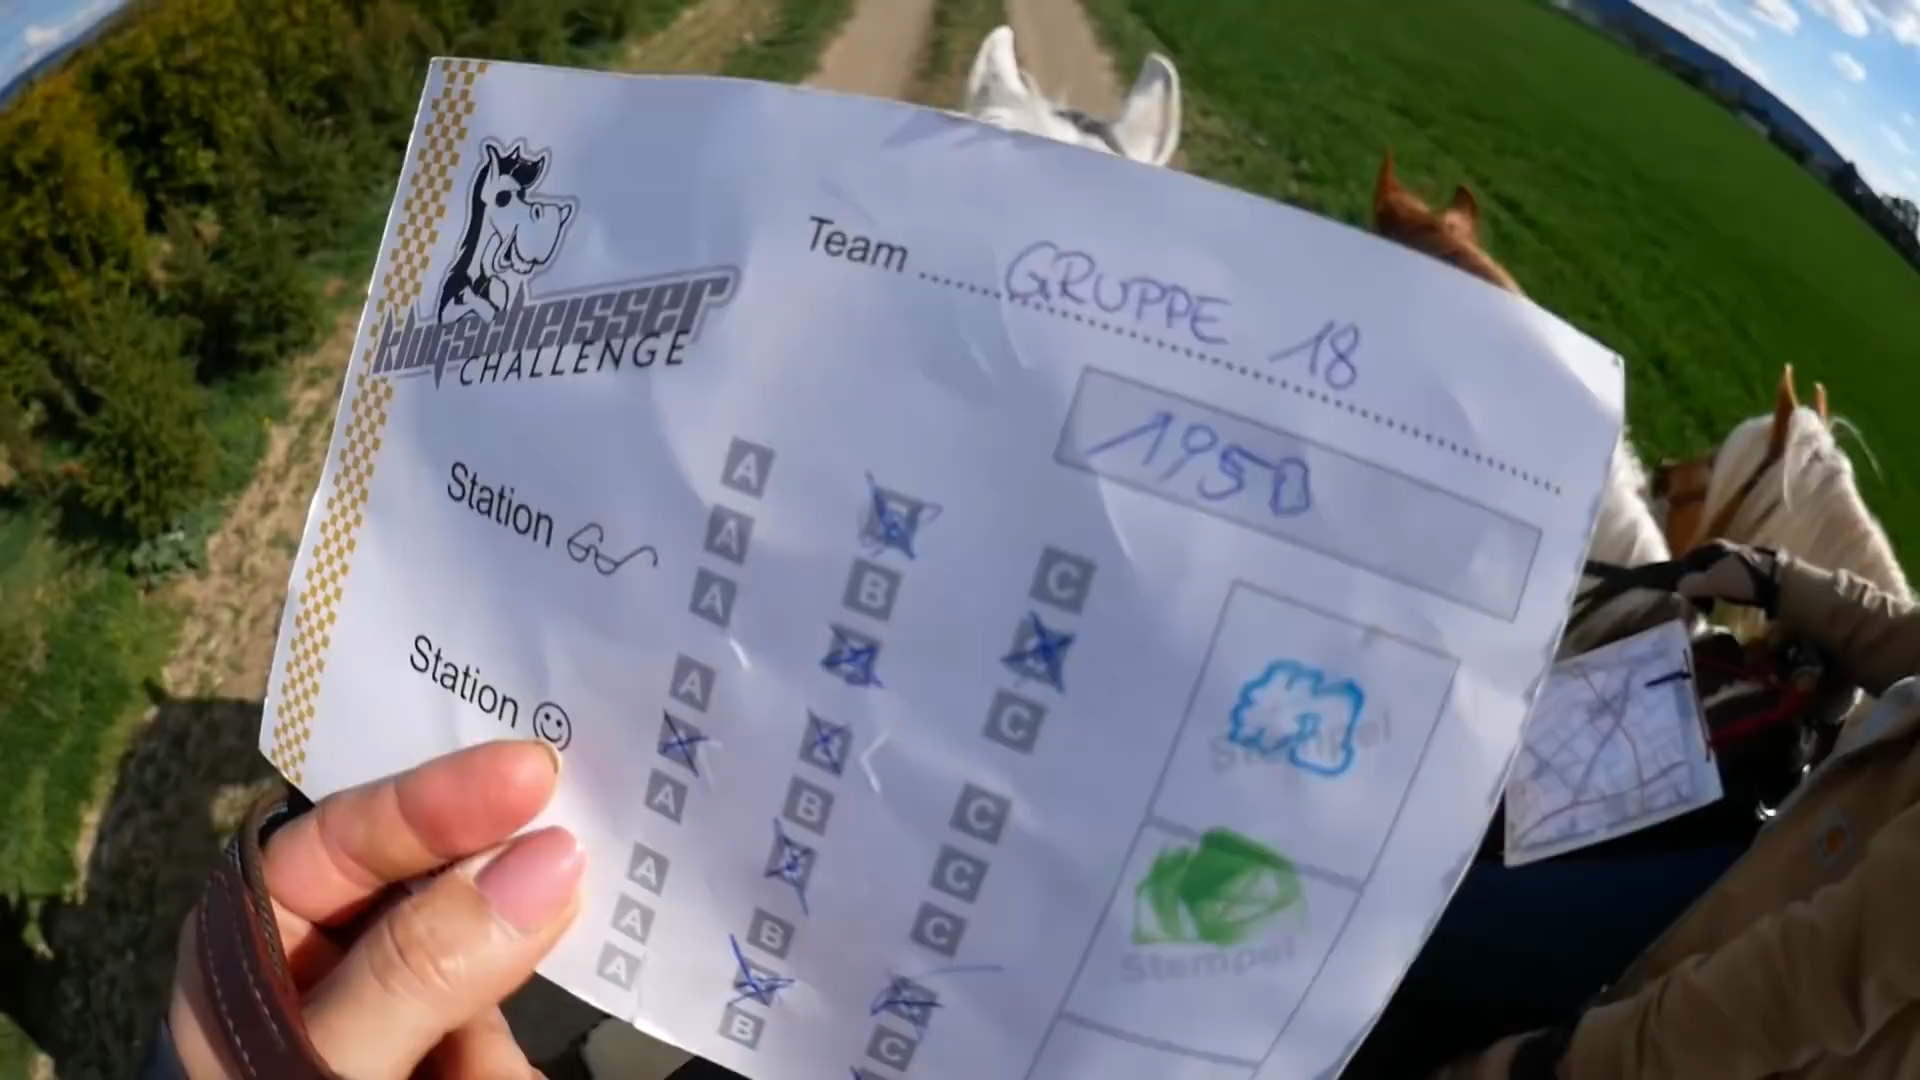 klugscheisser
CHALLENGE
Team GRUPPE 18
1950
Station
A C
A B
A C
Station
A C
B C
A C
A B
A
A B C
Stempel
Stempel